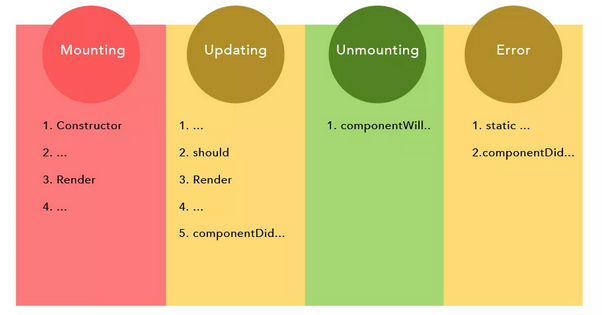 Mounting
1. Constructor
2. ...
3. Render
4. ...
Updating
1. ...
2. should
3. Render
4. ...
5. componentDid...
Unmounting
1. componentWill..
Error
1. static ...
2.componentDid...